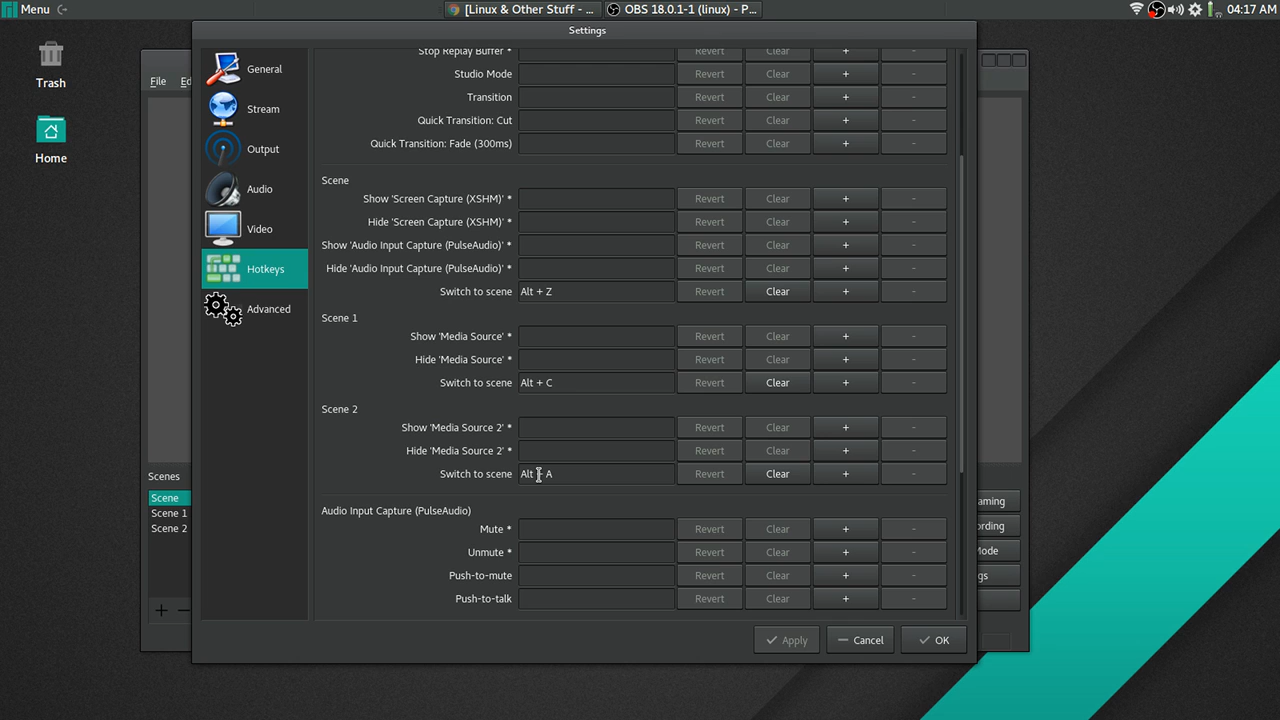 Menu
[Linux & Other Stuff - ...
OBS 18.0.1-1 (linux) - P...
04:17 AM
Settings
Trash
Home
File Ed
General
Stream
Output
Audio
Video
Hotkeys
Advanced
Stop Replay Buffer * Revert Clear + -
Studio Mode Revert Clear + -
Transition Revert Clear + -
Quick Transition: Cut Revert Clear + -
Quick Transition: Fade (300ms) Revert Clear + -
Scene
Show 'Screen Capture (XSHM)' * Revert Clear + -
Hide 'Screen Capture (XSHM)' * Revert Clear + -
Show 'Audio Input Capture (PulseAudio)' * Revert Clear + -
Hide 'Audio Input Capture (PulseAudio)' * Revert Clear + -
Switch to scene Alt + Z Revert Clear + -
Scene 1
Show 'Media Source' * Revert Clear + -
Hide 'Media Source' * Revert Clear + -
Switch to scene Alt + C Revert Clear + -
Scene 2
Show 'Media Source 2' * Revert Clear + -
Hide 'Media Source 2' * Revert Clear + -
Switch to scene Alt + A Revert Clear + -
Audio Input Capture (PulseAudio)
Mute * Revert Clear + -
Unmute * Revert Clear + -
Push-to-mute Revert Clear + -
Push-to-talk Revert Clear + -
Scenes
Scene
Scene 1
Scene 2
aming
ording
Mode
gs
Apply Cancel OK